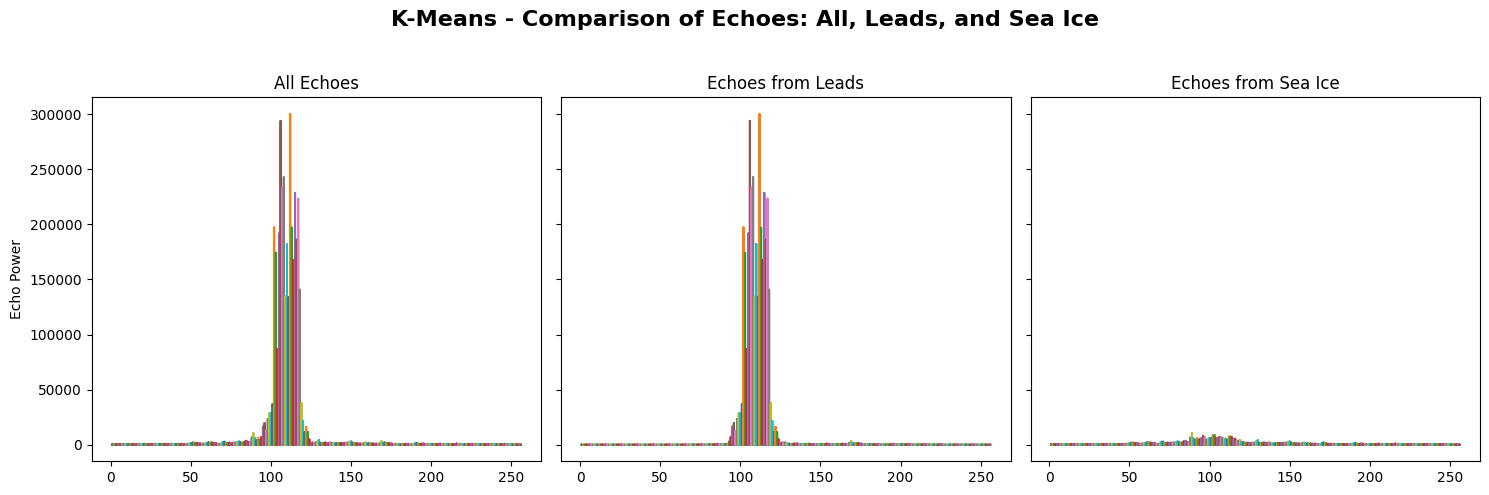 K-Means - Comparison of Echoes: All, Leads, and Sea Ice
All Echoes
Echoes from Leads
Echoes from Sea Ice
Echo Power
300000
250000
200000
150000
100000
50000
0
0 50 100 150 200 250
0 50 100 150 200 250
0 50 100 150 200 250